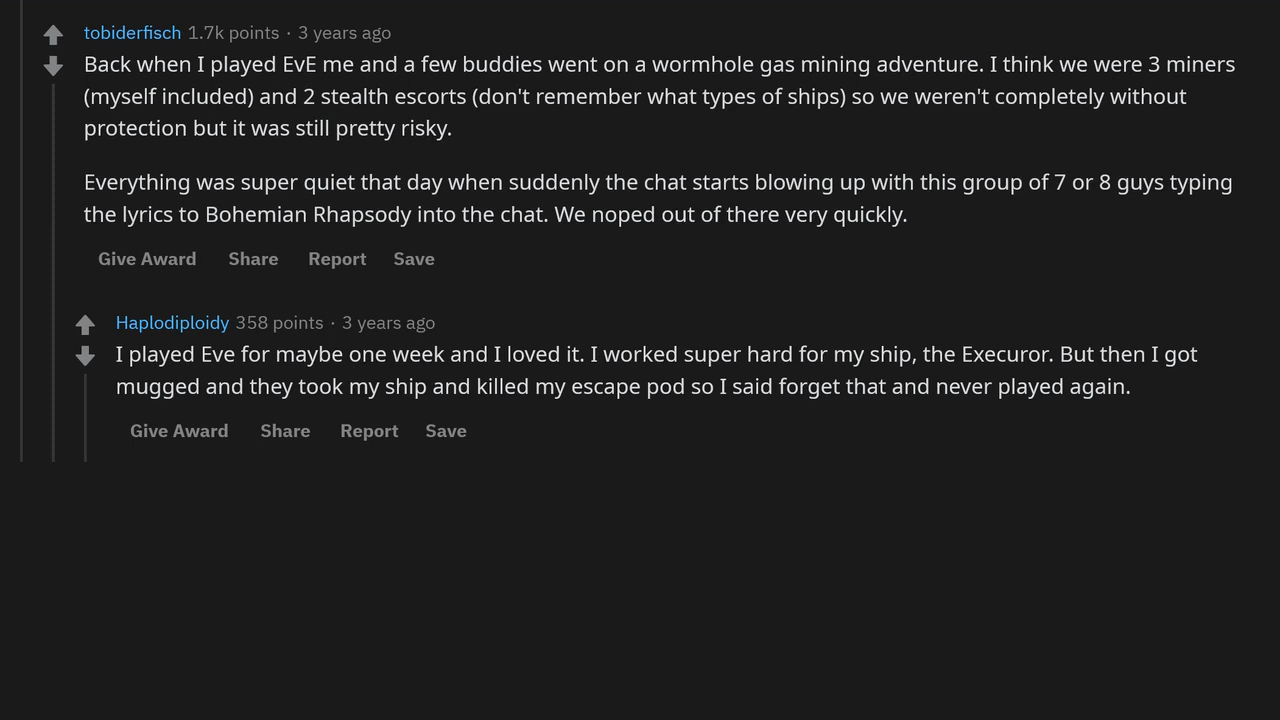 tobiderfisch 1.7k points · 3 years ago
Back when I played EvE me and a few buddies went on a wormhole gas mining adventure. I think we were 3 miners
(myself included) and 2 stealth escorts (don't remember what types of ships) so we weren't completely without
protection but it was still pretty risky.
Everything was super quiet that day when suddenly the chat starts blowing up with this group of 7 or 8 guys typing
the lyrics to Bohemian Rhapsody into the chat. We noped out of there very quickly.
Give Award Share Report Save
Haplodiploidy 358 points · 3 years ago
I played Eve for maybe one week and I loved it. I worked super hard for my ship, the Execuror. But then I got
mugged and they took my ship and killed my escape pod so I said forget that and never played again.
Give Award Share Report Save